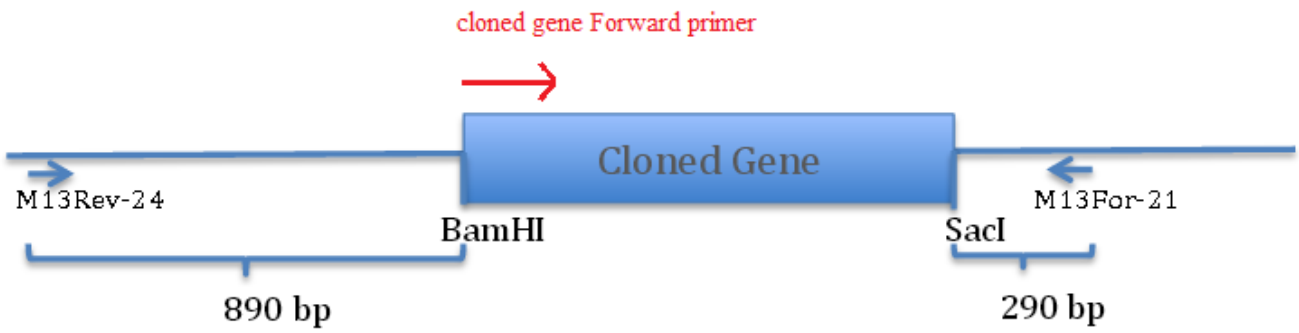 cloned gene Forward primer
Cloned Gene
M13Rev-24
M13For-21
BamHI
SacI
890 bp
290 bp